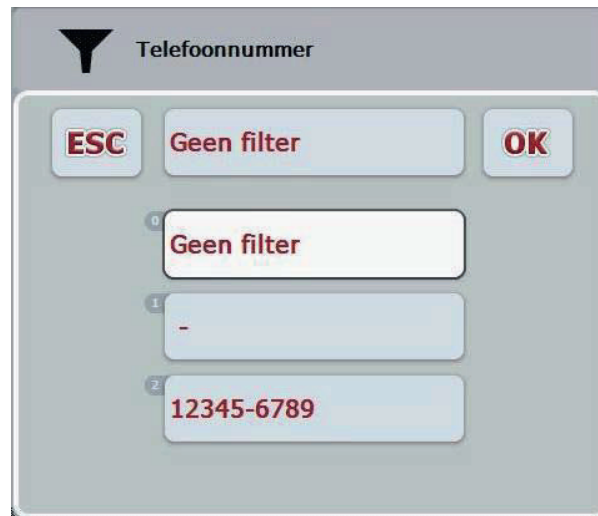 Telefoonnummer
ESC Geen filter OK
0
Geen filter
1
-
2
12345-6789